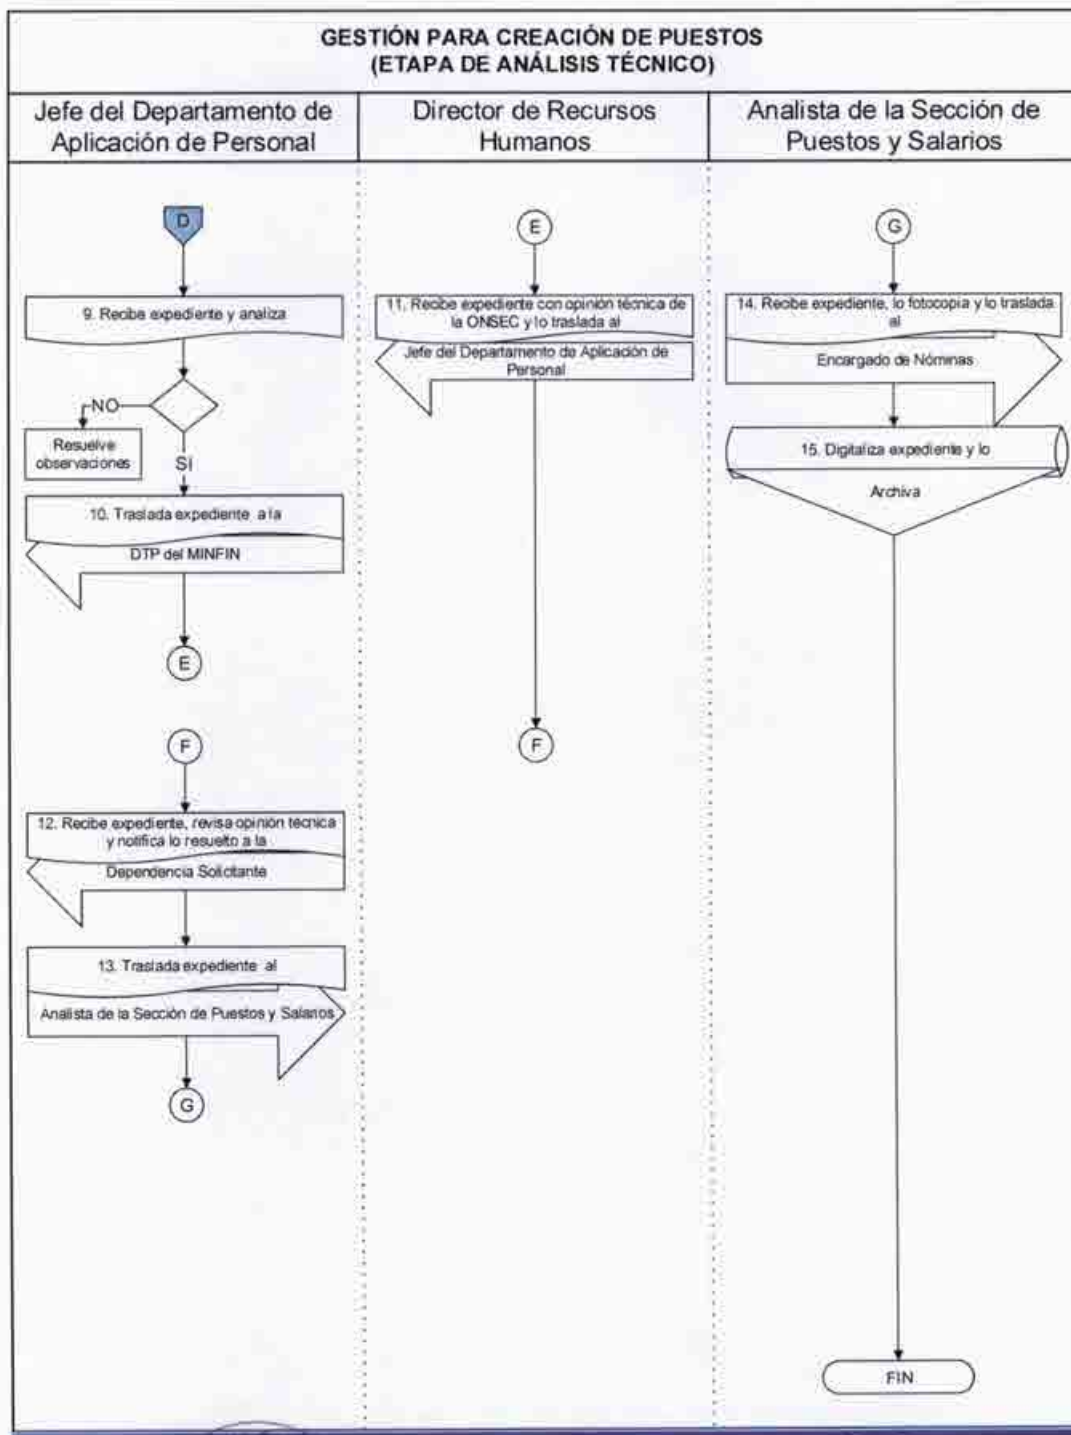 GESTIÓN PARA CREACIÓN DE PUESTOS
(ETAPA DE ANÁLISIS TÉCNICO)
Jefe del Departamento de
Aplicación de Personal
Director de Recursos
Humanos
Analista de la Sección de
Puestos y Salarios
D
9. Recibe expediente y analiza
NO
Resuelve
observaciones
SI
10. Traslada expediente a la
DTP del MINFIN
E
F
12. Recibe expediente, revisa opinión técnica
y notifica lo resuelto a la
Dependencia Solicitante
13. Traslada expediente al
Analista de la Sección de Puestos y Salarios
G
E
11. Recibe expediente con opinión técnica de
la ONSEC y lo traslada al
Jefe del Departamento de Aplicación de
Personal
F
G
14. Recibe expediente, lo fotocopia y lo traslada
al
Encargado de Nóminas
15. Digitaliza expediente y lo
Archiva
FIN